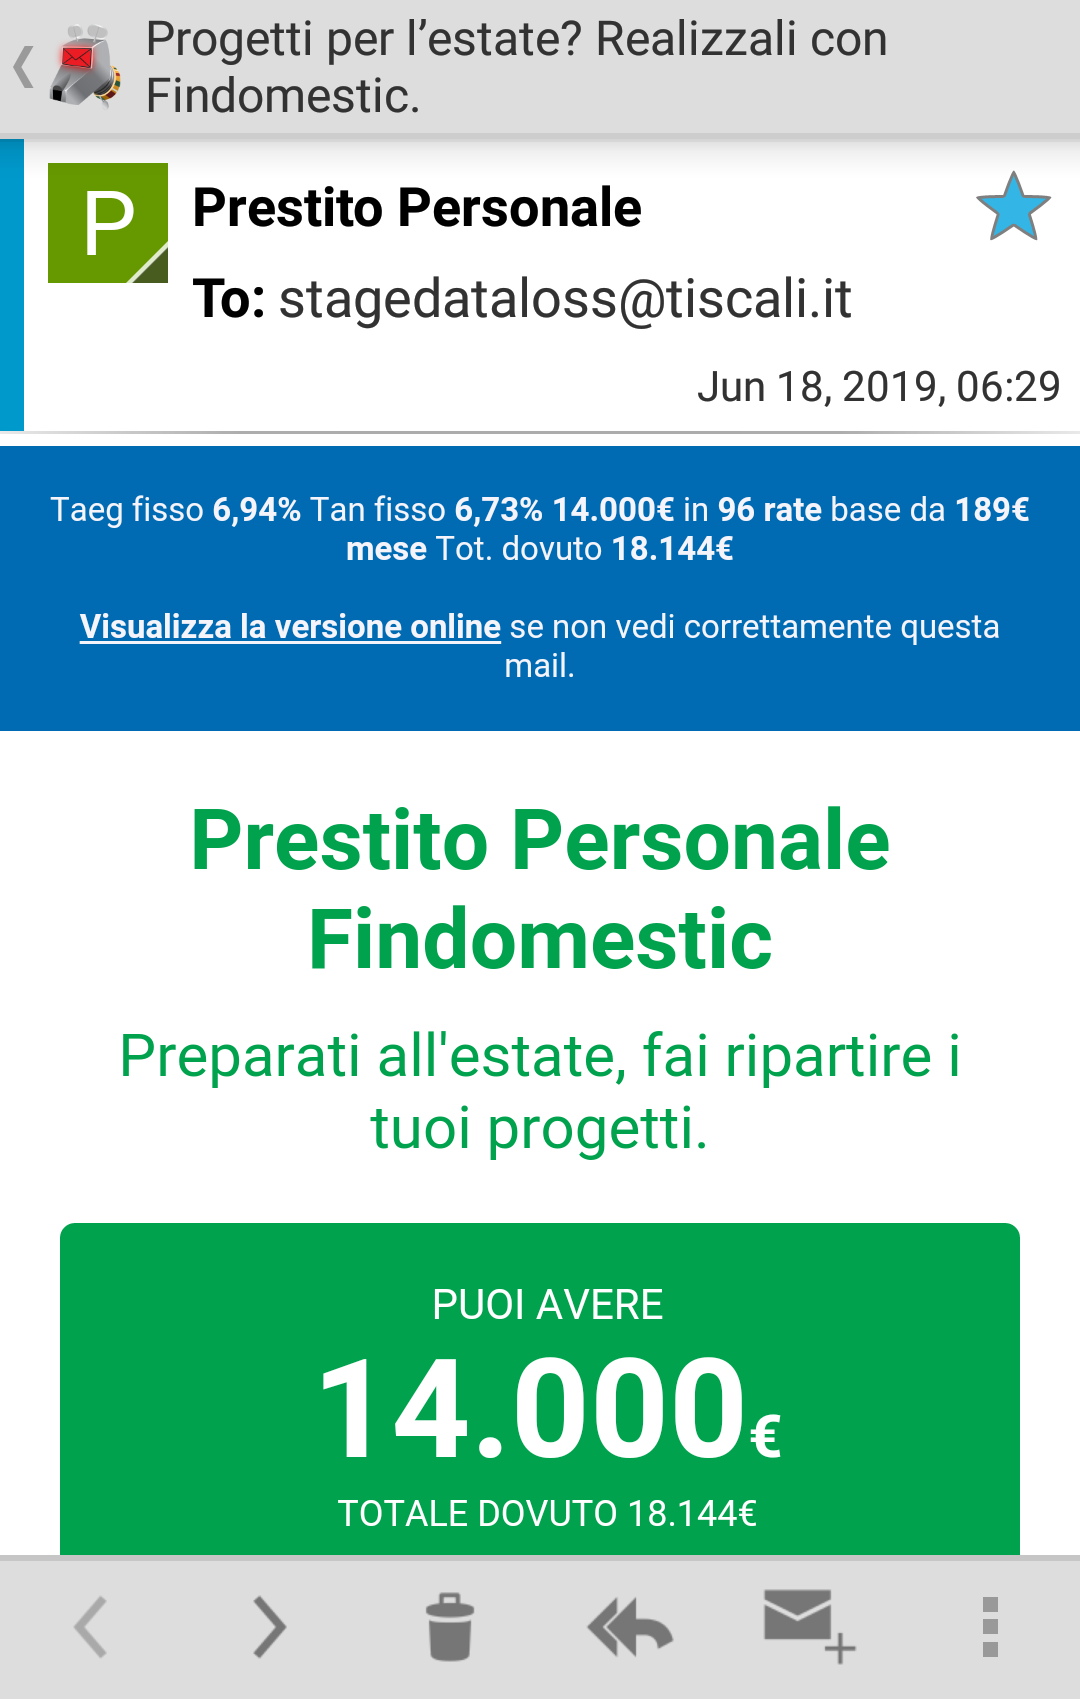 Progetti per l’estate? Realizzali con
Findomestic.
P
Prestito Personale
To: stagedataloss@tiscali.it
Jun 18, 2019, 06:29
Taeg fisso 6,94% Tan fisso 6,73% 14.000€ in 96 rate base da 189€
mese Tot. dovuto 18.144€
Visualizza la versione online se non vedi correttamente questa
mail.
Prestito Personale
Findomestic
Preparati all'estate, fai ripartire i
tuoi progetti.
PUOI AVERE
14.000€
TOTALE DOVUTO 18.144€